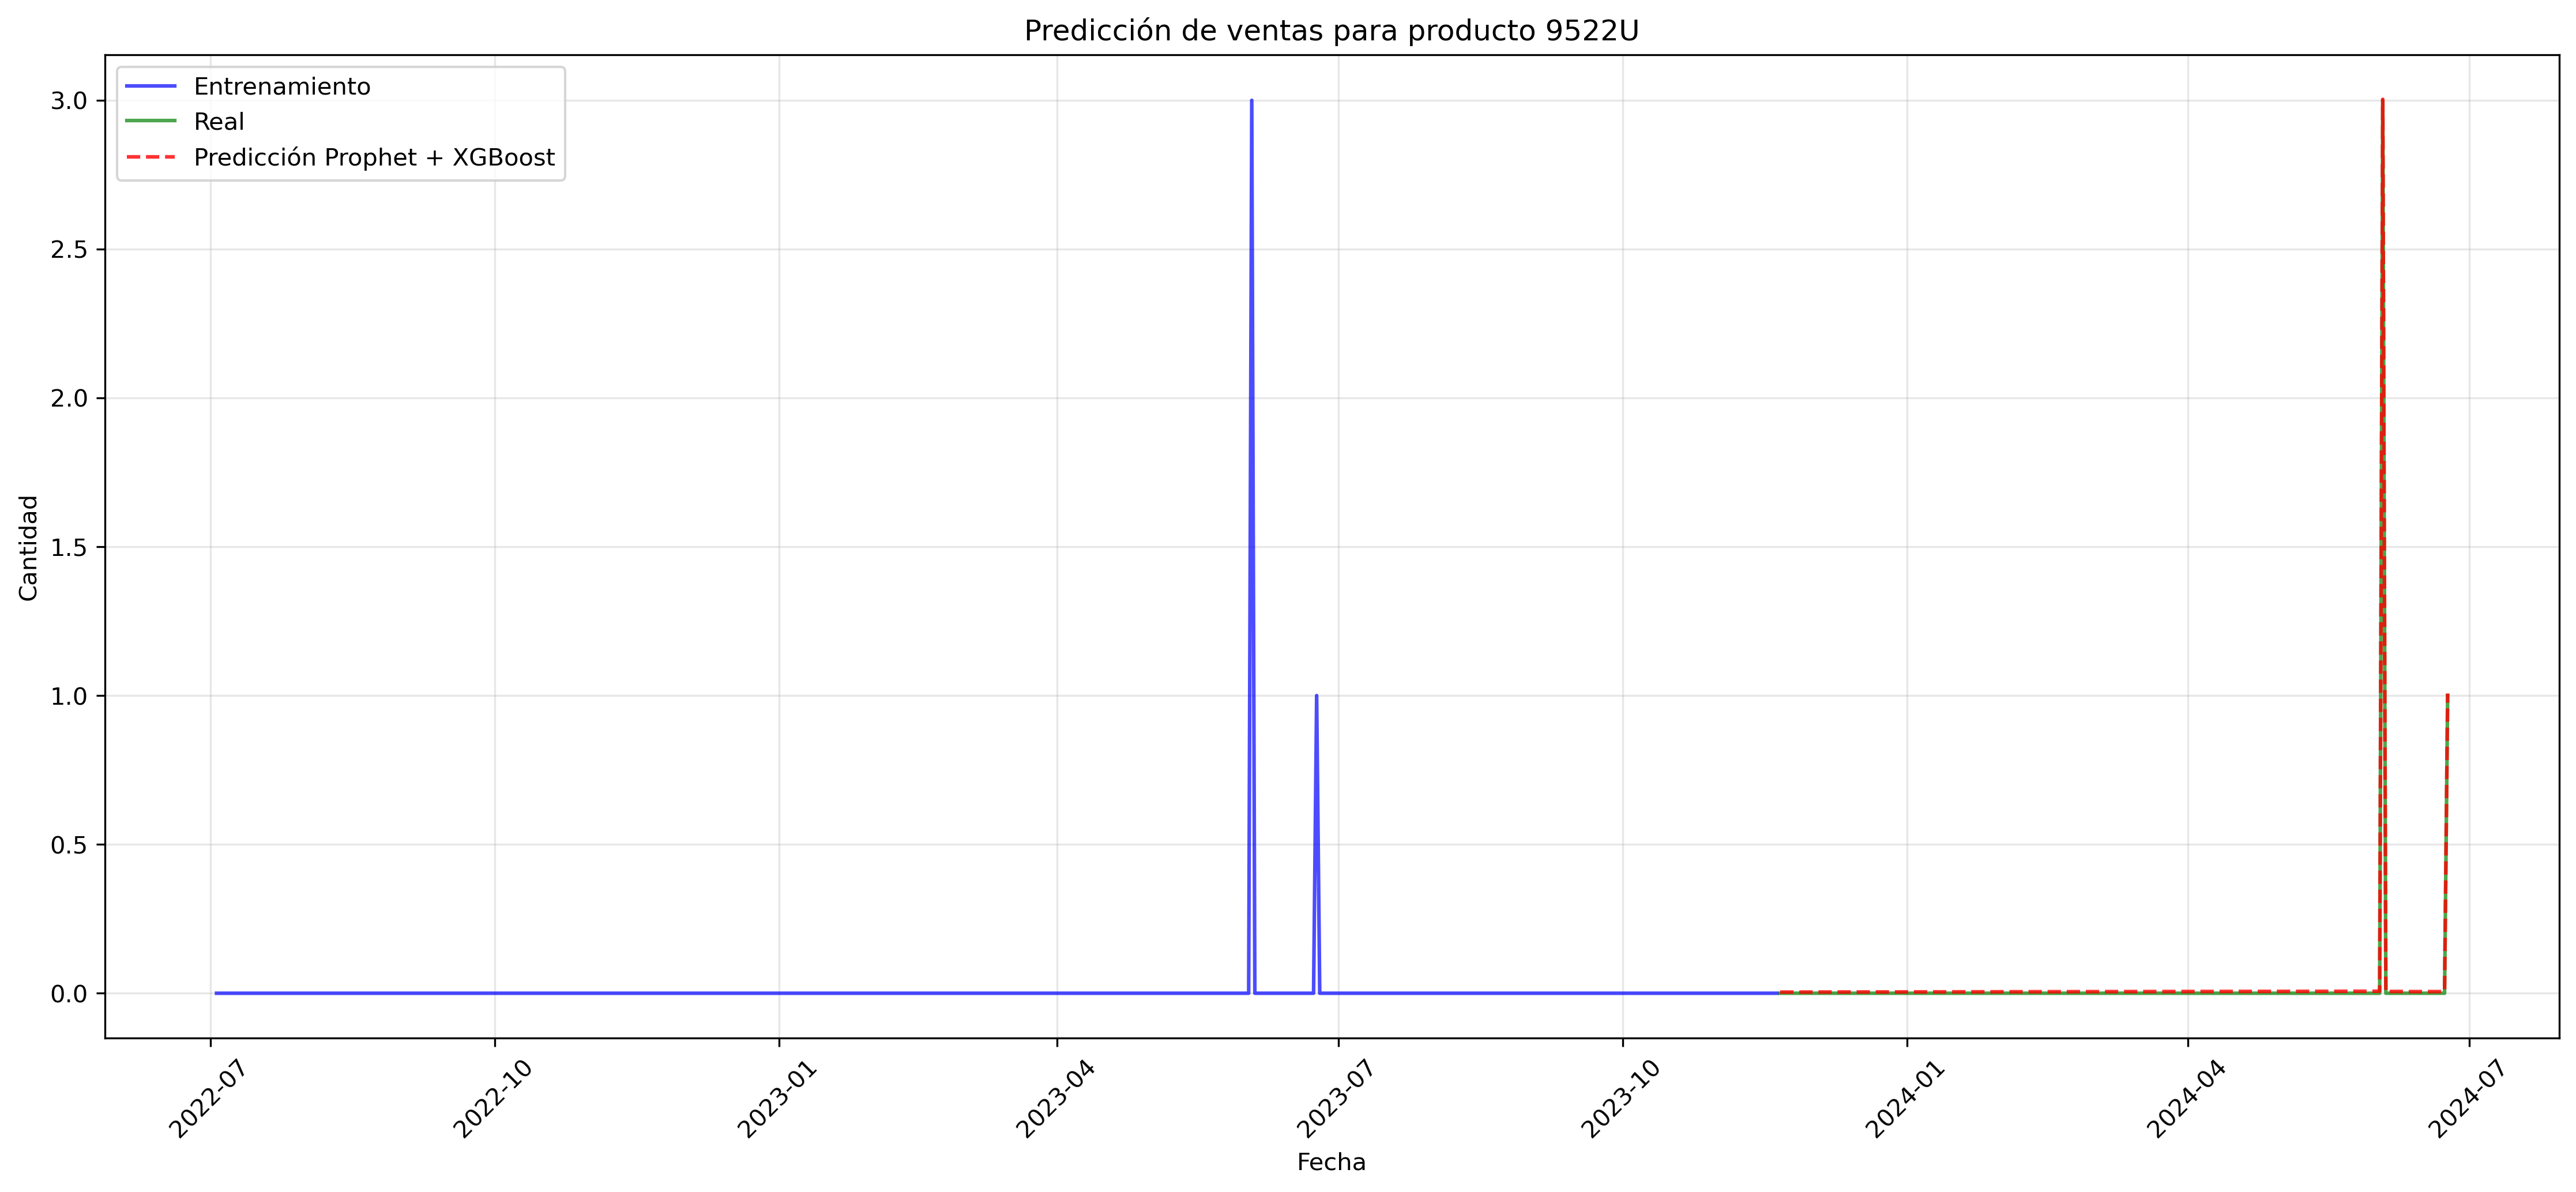 Predicción de ventas para producto 9522U
Entrenamiento
Real
Predicción Prophet + XGBoost
Cantidad
3.0
2.5
2.0
1.5
1.0
0.5
0.0
2022-07
2022-10
2023-01
2023-04
2023-07
2023-10
2024-01
2024-04
2024-07
Fecha